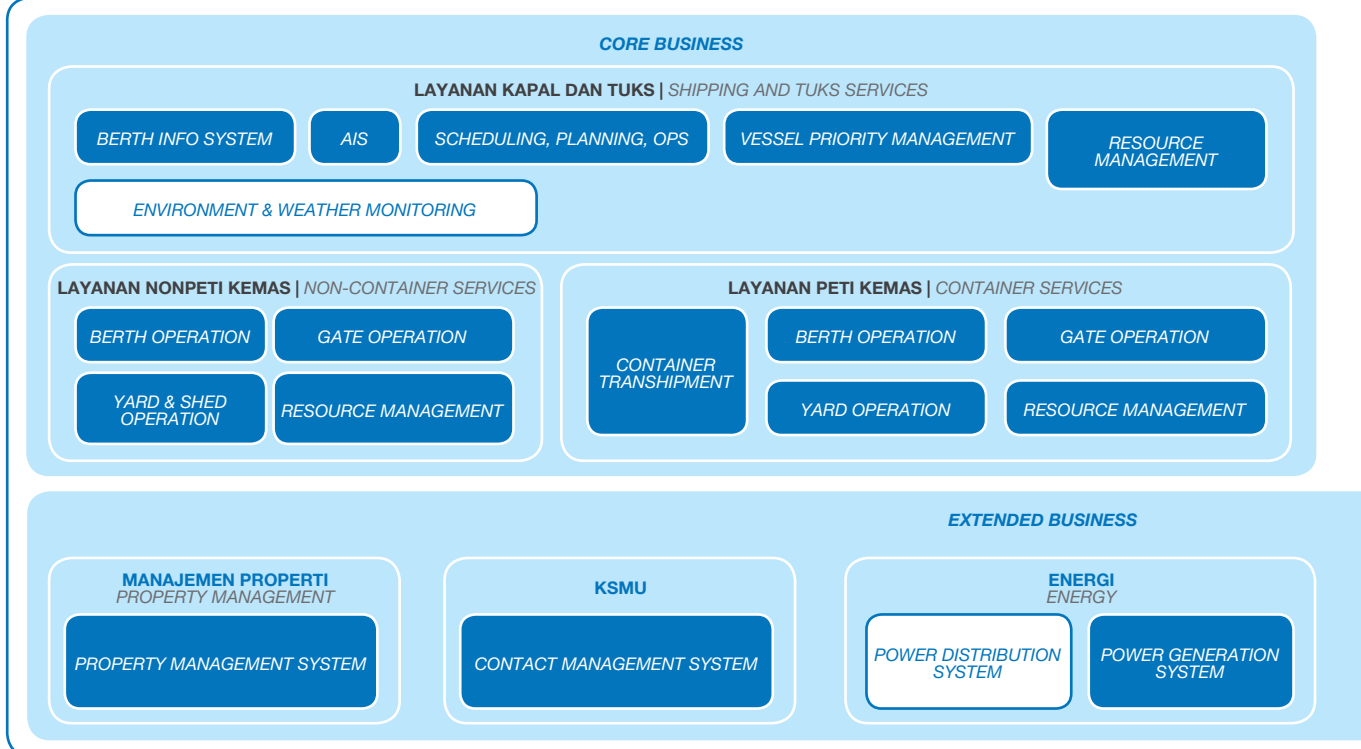 CORE BUSINESS
LAYANAN KAPAL DAN TUKS | SHIPPING AND TUKS SERVICES
BERTH INFO SYSTEM
AIS
SCHEDULING, PLANNING, OPS
VESSEL PRIORITY MANAGEMENT
RESOURCE
MANAGEMENT
ENVIRONMENT & WEATHER MONITORING
LAYANAN NONPETI KEMAS | NON-CONTAINER SERVICES
BERTH OPERATION
GATE OPERATION
YARD & SHED
OPERATION
RESOURCE MANAGEMENT
LAYANAN PETI KEMAS | CONTAINER SERVICES
CONTAINER
TRANSHIPMENT
BERTH OPERATION
GATE OPERATION
YARD OPERATION
RESOURCE MANAGEMENT
EXTENDED BUSINESS
MANAJEMEN PROPERTI
PROPERTY MANAGEMENT
PROPERTY MANAGEMENT SYSTEM
KSMU
CONTACT MANAGEMENT SYSTEM
ENERGI
ENERGY
POWER DISTRIBUTION
SYSTEM
POWER GENERATION
SYSTEM